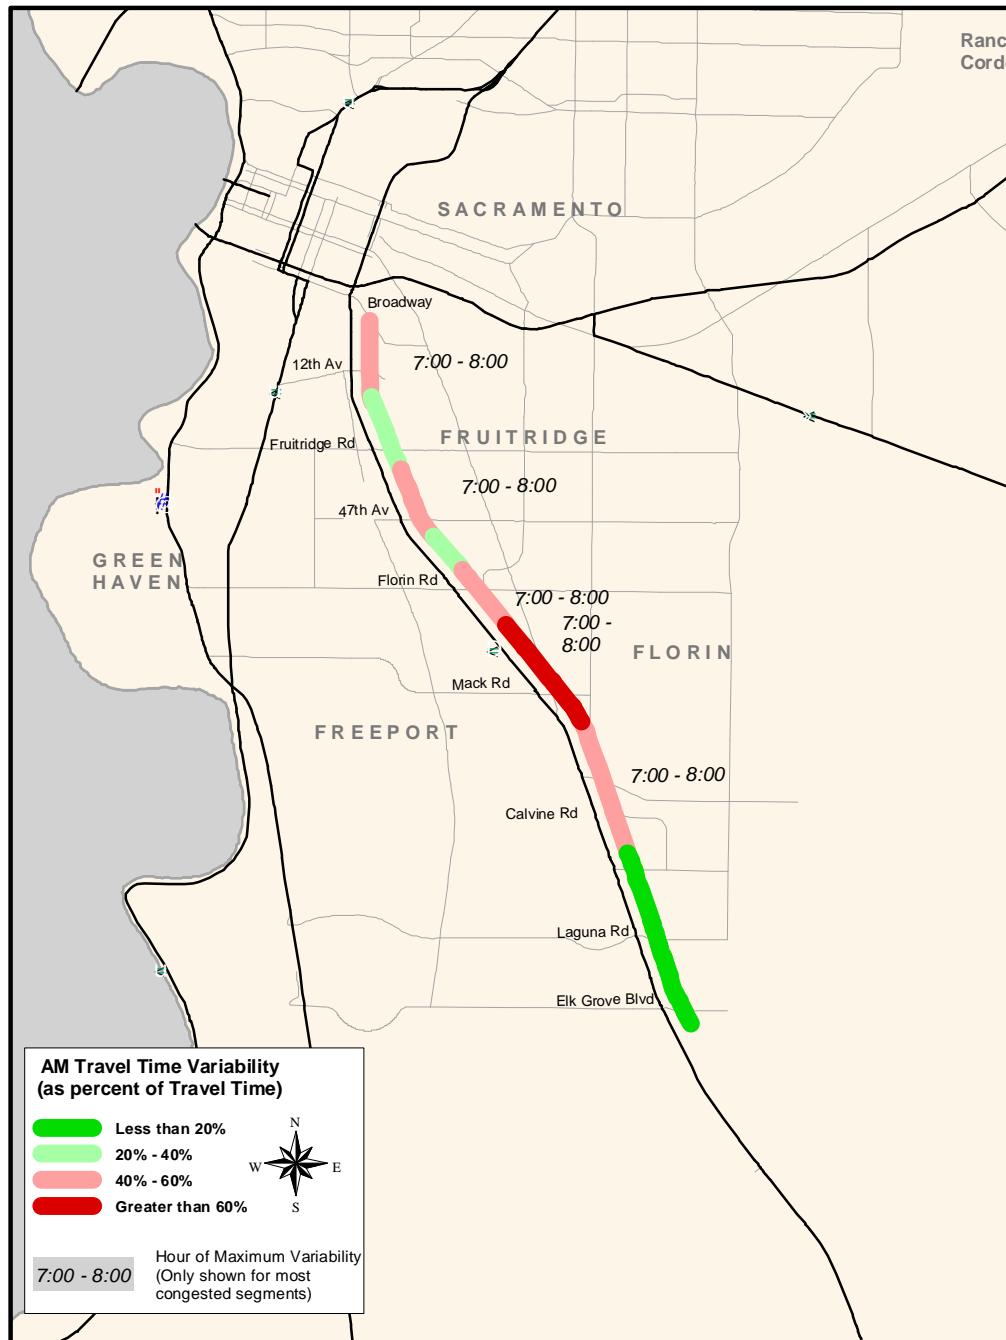 Ranc
Cord
SACRAMENTO
Broadway
12th Av
7:00 - 8:00
FRUITRIDGE
Fruitridge Rd
7:00 - 8:00
47th Av
GREEN
HAVEN
Florin Rd
7:00 - 8:00
7:00 -
8:00
FLORIN
Mack Rd
FREEPORT
7:00 - 8:00
Calvine Rd
Laguna Rd
Elk Grove Blvd
AM Travel Time Variability
(as percent of Travel Time)
Less than 20%
20% - 40%
40% - 60%
Greater than 60%
N
W
E
S
7:00 - 8:00
Hour of Maximum Variability
(Only shown for most
congested segments)